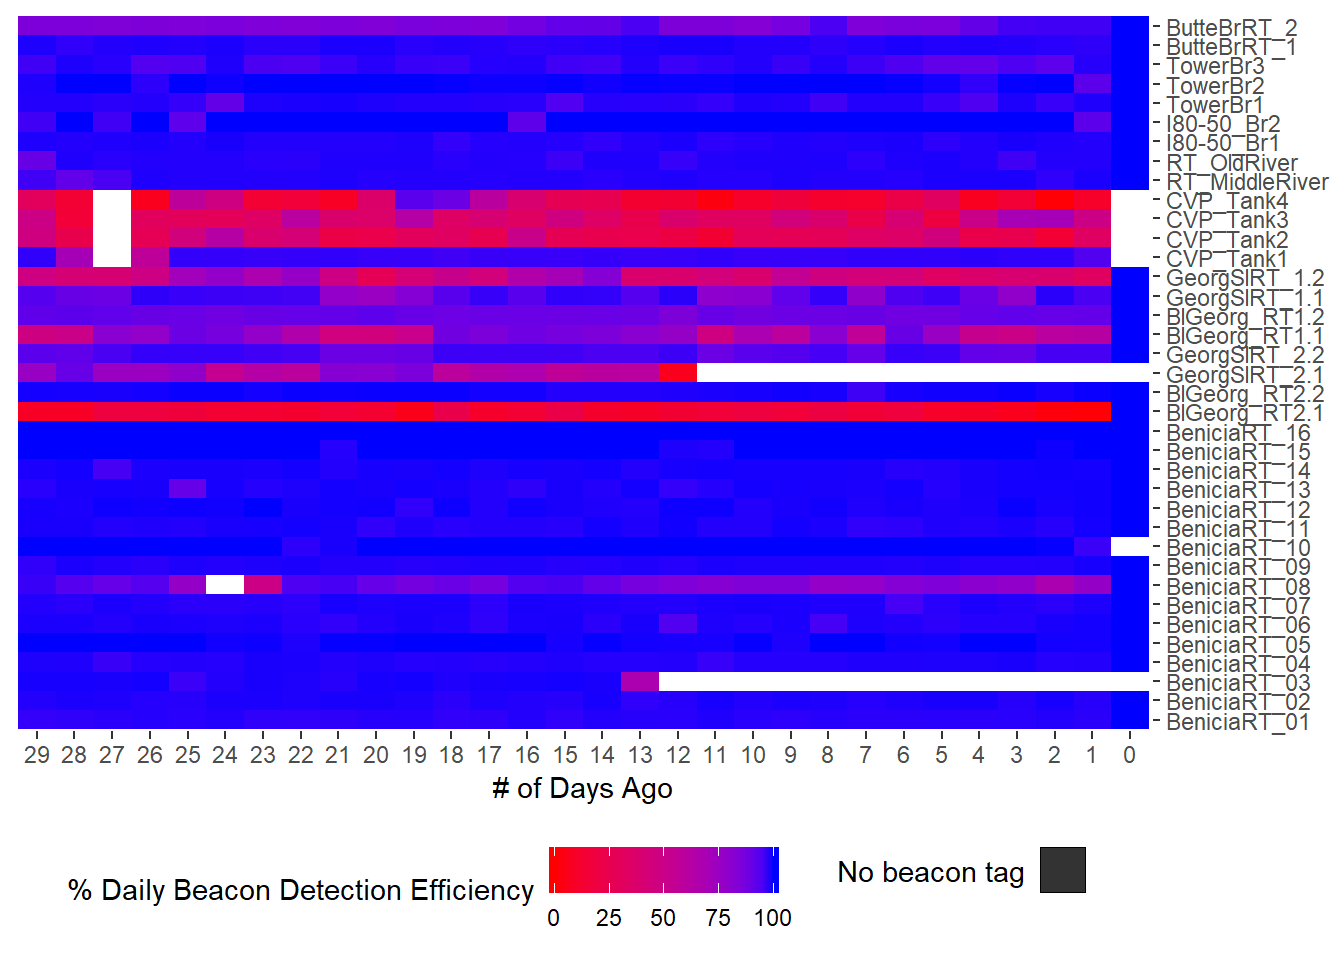 ButteBrRT_2
ButteBrRT_1
TowerBr3
TowerBr2
TowerBr1
I80-50_Br2
I80-50_Br1
RT_OldRiver
RT_MiddleRiver
CVP_Tank4
CVP_Tank3
CVP_Tank2
CVP_Tank1
GeorgSlRT_1.2
GeorgSlRT_1.1
BlGeorg_RT1.2
BlGeorg_RT1.1
GeorgSlRT_2.2
GeorgSlRT_2.1
BlGeorg_RT2.2
BlGeorg_RT2.1
BeniciaRT_16
BeniciaRT_15
BeniciaRT_14
BeniciaRT_13
BeniciaRT_12
BeniciaRT_11
BeniciaRT_10
BeniciaRT_09
BeniciaRT_08
BeniciaRT_07
BeniciaRT_06
BeniciaRT_05
BeniciaRT_04
BeniciaRT_03
BeniciaRT_02
BeniciaRT_01
29 28 27 26 25 24 23 22 21 20 19 18 17 16 15 14 13 12 11 10 9 8 7 6 5 4 3 2 1 0
# of Days Ago
% Daily Beacon Detection Efficiency
0 25 50 75 100
No beacon tag